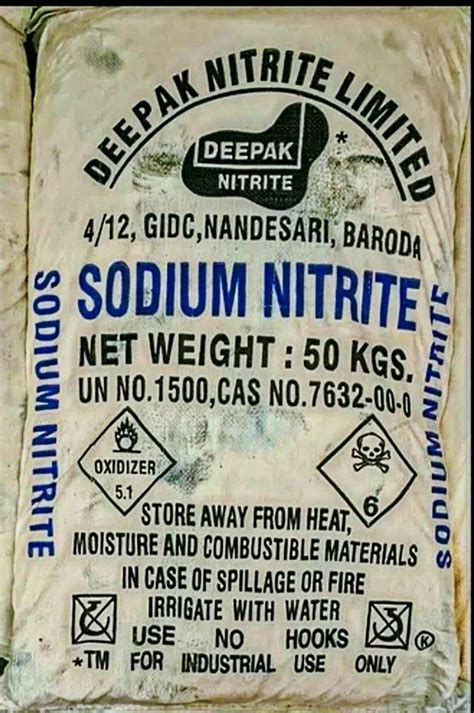 DEEPAK NITRITE LIMITED
DEEPAK
NITRITE
*
4/12, GIDC,NANDESARI, BARODA
SODIUM NITRITE
SODIUM NITRITE
SODIUM NITRITE
NET WEIGHT : 50 KGS.
UN NO.1500,CAS NO.7632-00-0
OXIDIZER
5.1
6
STORE AWAY FROM HEAT,
MOISTURE AND COMBUSTIBLE MATERIALS
IN CASE OF SPILLAGE OR FIRE
IRRIGATE WITH WATER
USE NO HOOKS ®
*TM FOR INDUSTRIAL USE ONLY